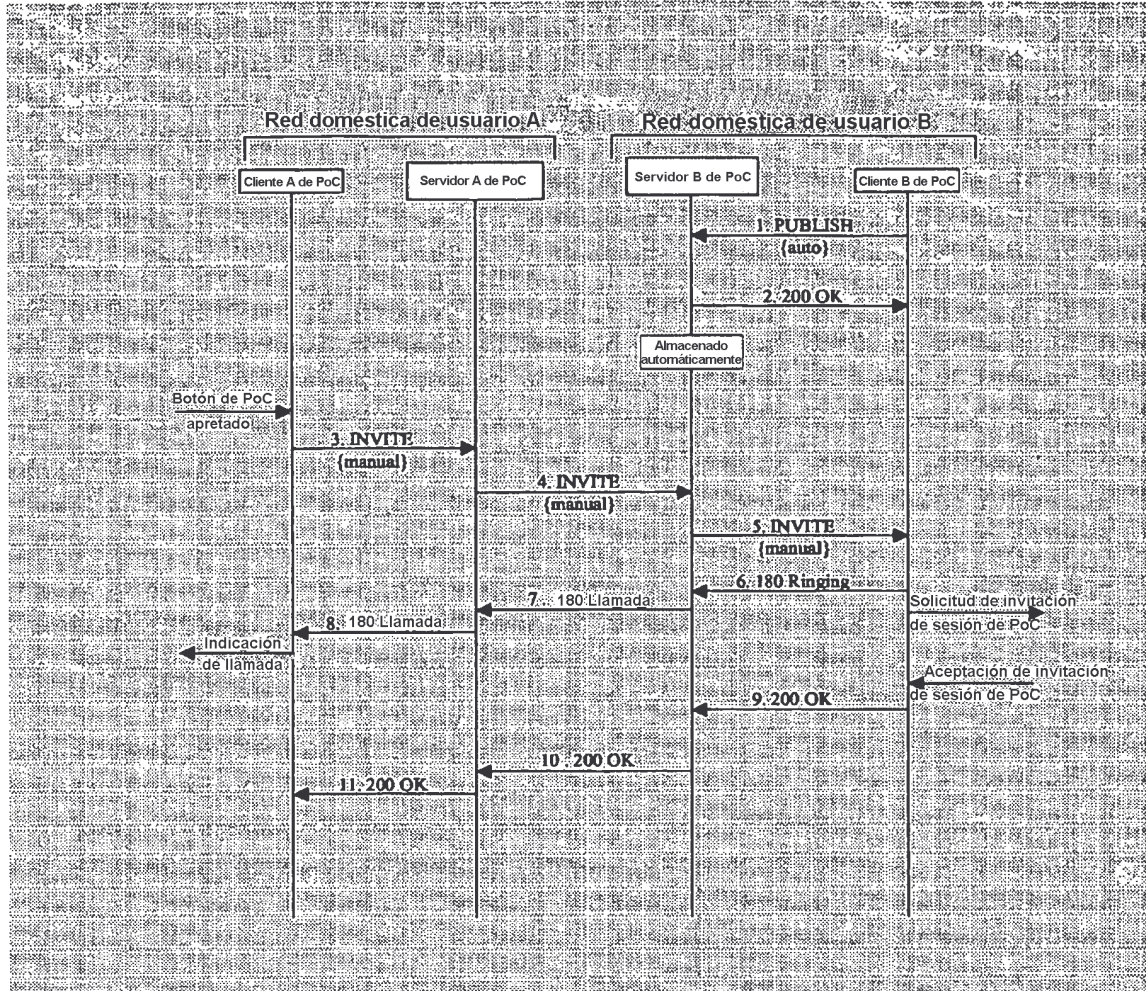 Red domestica de usuario A
Red domestica de usuario B
Cliente A de PoC
Servidor A de PoC
Servidor B de PoC
Cliente B de PoC
1. PUBLISH
{auto}
2. 200 OK
Almacenado
automáticamente
Botón de PoC
apretado
3. INVITE
{manual}
4. INVITE
{manual}
5. INVITE
{manual}
6. 180 Ringing
7. 180 Llamada
Solicitud de invitación
de sesión de PoC
8. 180 Llamada
Indicación
de llamada
Aceptación de invitación
de sesión de PoC
9. 200 OK
10. 200 OK
11. 200 OK